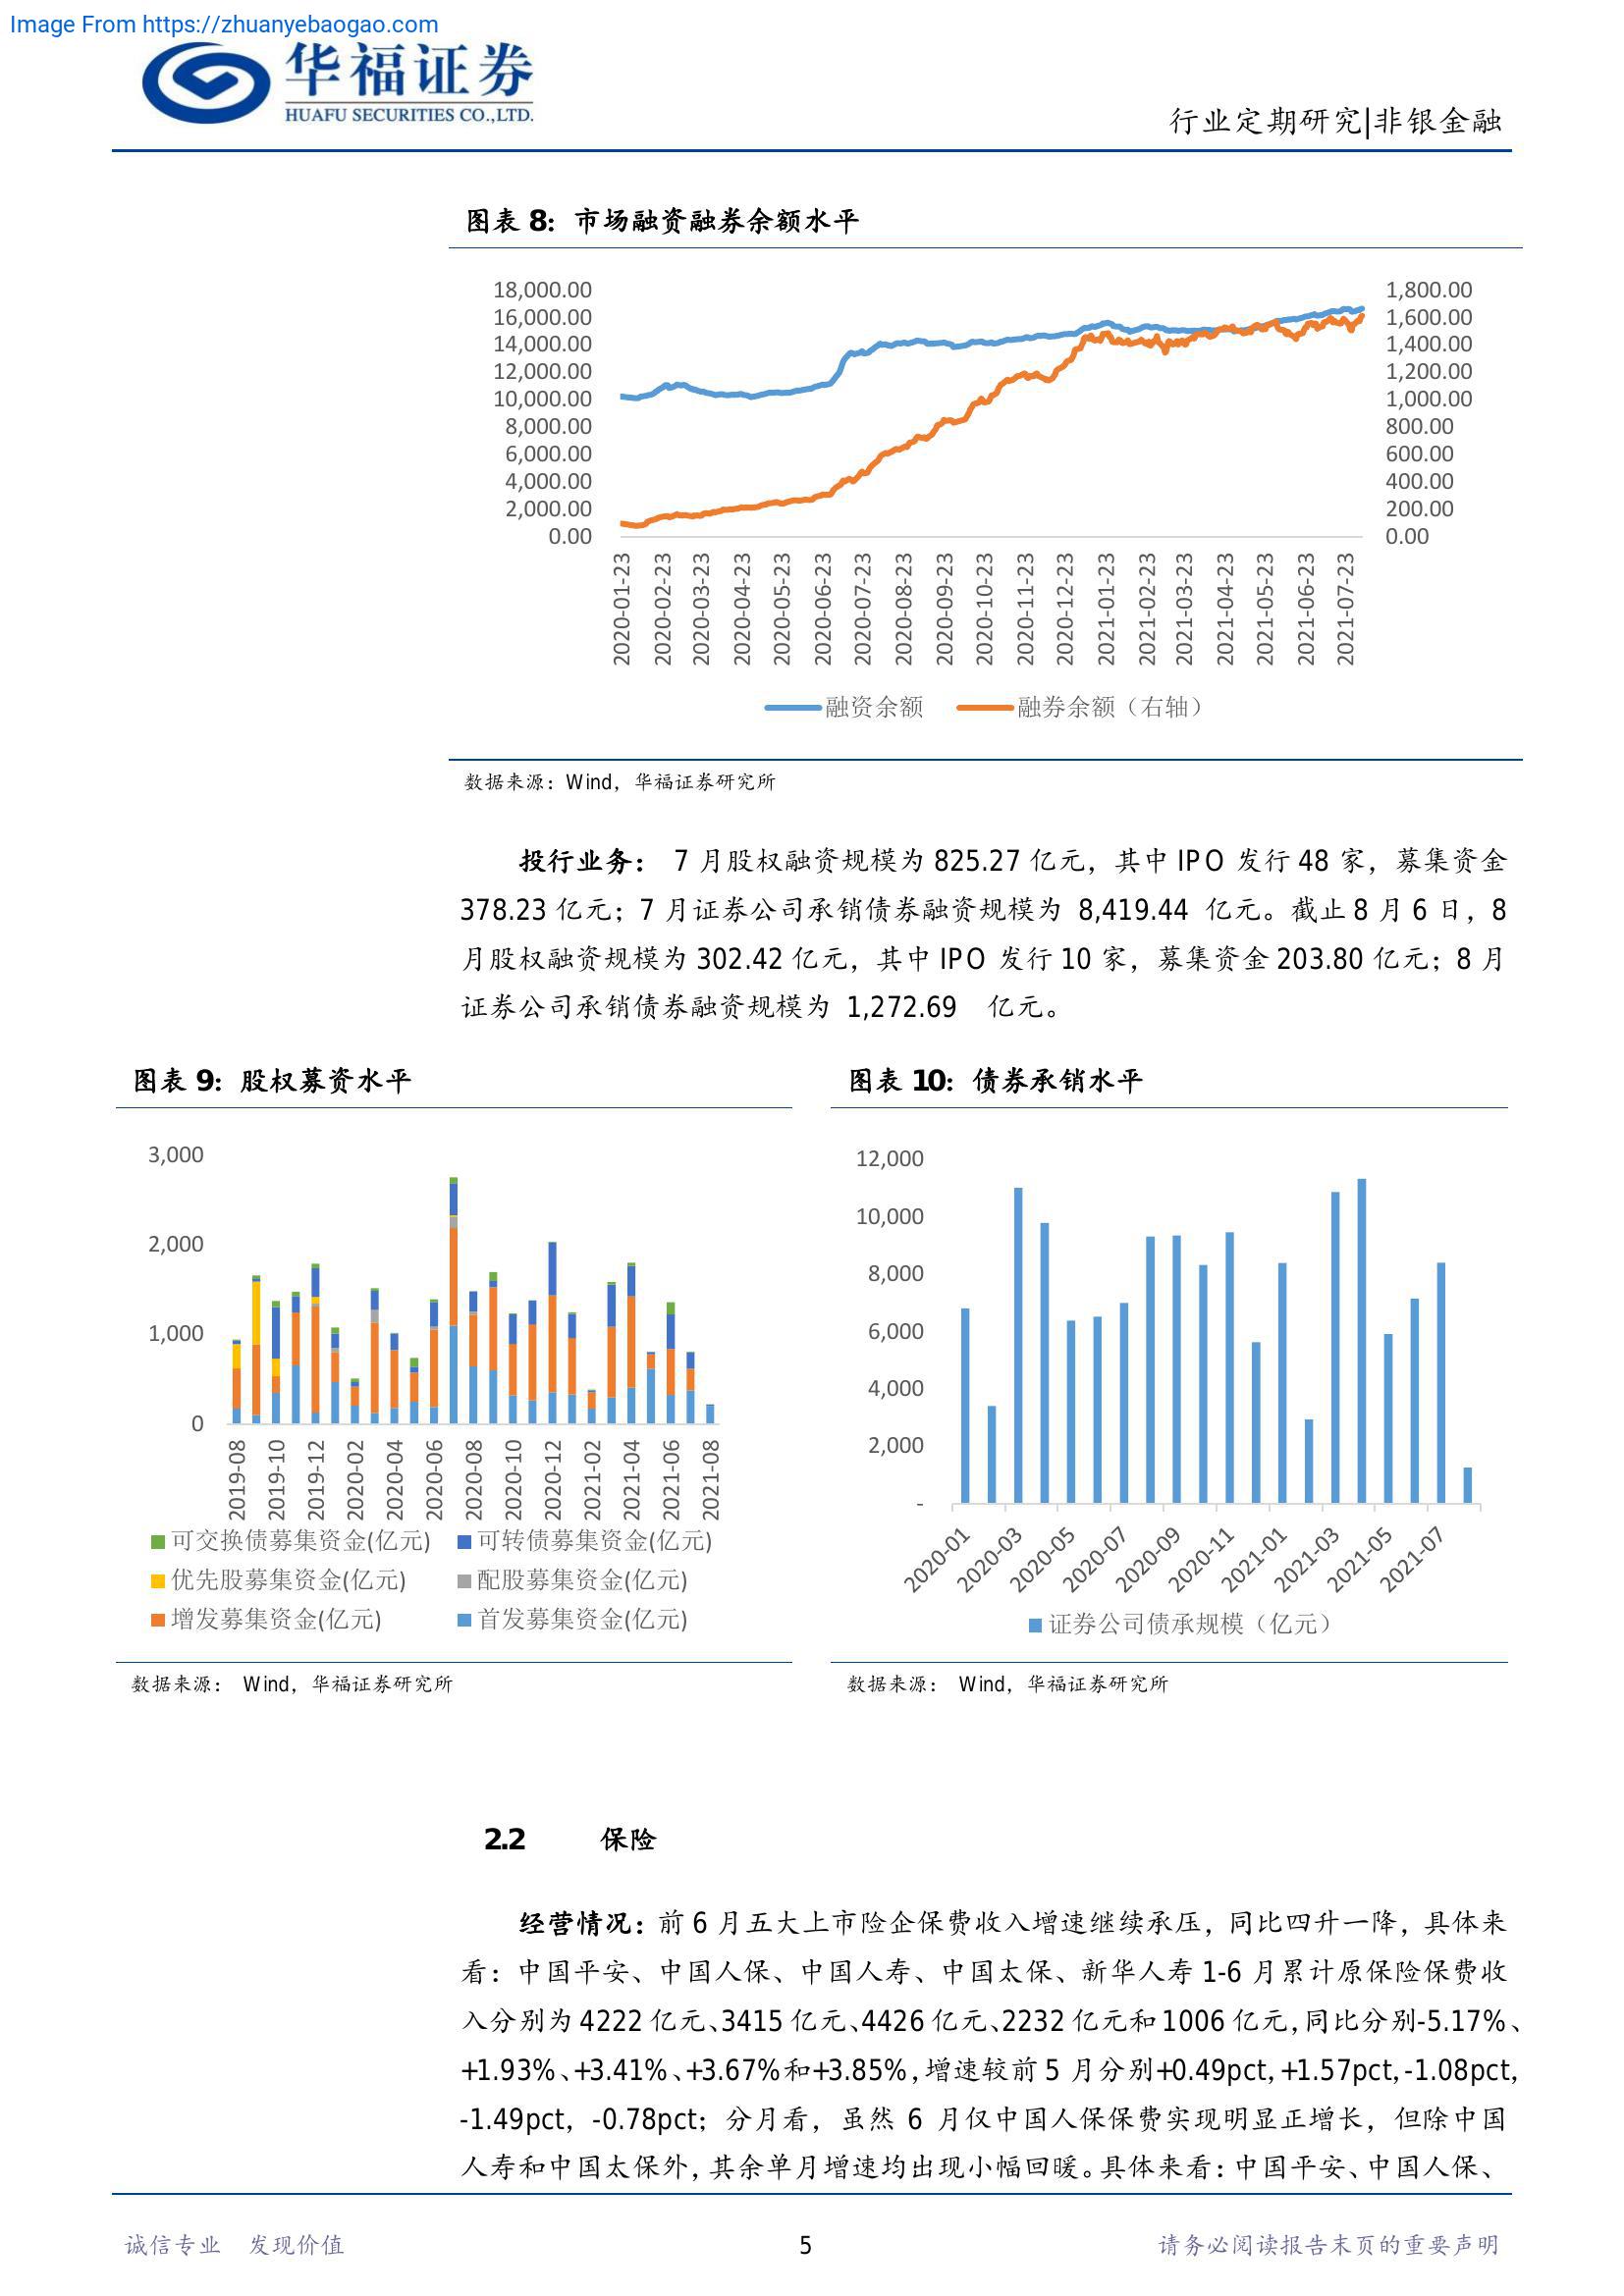 Image From https://zhuanyebaogao.com
华福证券
HUAFU SECURITIES CO.,LTD.
行业定期研究|非银金融
图表 8：市场融资融券余额水平
18,000.00
16,000.00
14,000.00
12,000.00
10,000.00
8,000.00
6,000.00
4,000.00
2,000.00
0.00
1,800.00
1,600.00
1,400.00
1,200.00
1,000.00
800.00
600.00
400.00
200.00
0.00
2020-01-23
2020-02-23
2020-03-23
2020-04-23
2020-05-23
2020-06-23
2020-07-23
2020-08-23
2020-09-23
2020-10-23
2020-11-23
2020-12-23
2021-01-23
2021-02-23
2021-03-23
2021-04-23
2021-05-23
2021-06-23
2021-07-23
融资余额 融券余额（右轴）
数据来源：Wind，华福证券研究所
投行业务： 7 月股权融资规模为 825.27 亿元，其中 IPO 发行 48 家，募集资金
378.23 亿元；7 月证券公司承销债券融资规模为 8,419.44 亿元。截止 8 月 6 日，8
月股权融资规模为 302.42 亿元，其中 IPO 发行 10 家，募集资金 203.80 亿元；8 月
证券公司承销债券融资规模为 1,272.69 亿元。
图表 9：股权募资水平
3,000
2,000
1,000
0
2019-08
2019-10
2019-12
2020-02
2020-04
2020-06
2020-08
2020-10
2020-12
2021-02
2021-04
2021-06
2021-08
可交换债募集资金(亿元) 可转债募集资金(亿元)
优先股募集资金(亿元) 配股募集资金(亿元)
增发募集资金(亿元) 首发募集资金(亿元)
数据来源： Wind，华福证券研究所
图表 10：债券承销水平
12,000
10,000
8,000
6,000
4,000
2,000
-
2020-01
2020-03
2020-05
2020-07
2020-09
2020-11
2021-01
2021-03
2021-05
2021-07
证券公司债承规模（亿元）
数据来源： Wind，华福证券研究所
2.2 保险
经营情况：前 6 月五大上市险企保费收入增速继续承压，同比四升一降，具体来
看：中国平安、中国人保、中国人寿、中国太保、新华人寿 1-6 月累计原保险保费收
入分别为 4222 亿元、3415 亿元、4426 亿元、2232 亿元和 1006 亿元，同比分别-5.17%、
+1.93%、+3.41%、+3.67%和+3.85%，增速较前 5 月分别+0.49pct，+1.57pct，-1.08pct，
-1.49pct，-0.78pct；分月看，虽然 6 月仅中国人保保费实现明显正增长，但除中国
人寿和中国太保外，其余单月增速均出现小幅回暖。具体来看：中国平安、中国人保、
诚信专业 发现价值
5
请务必阅读报告末页的重要声明